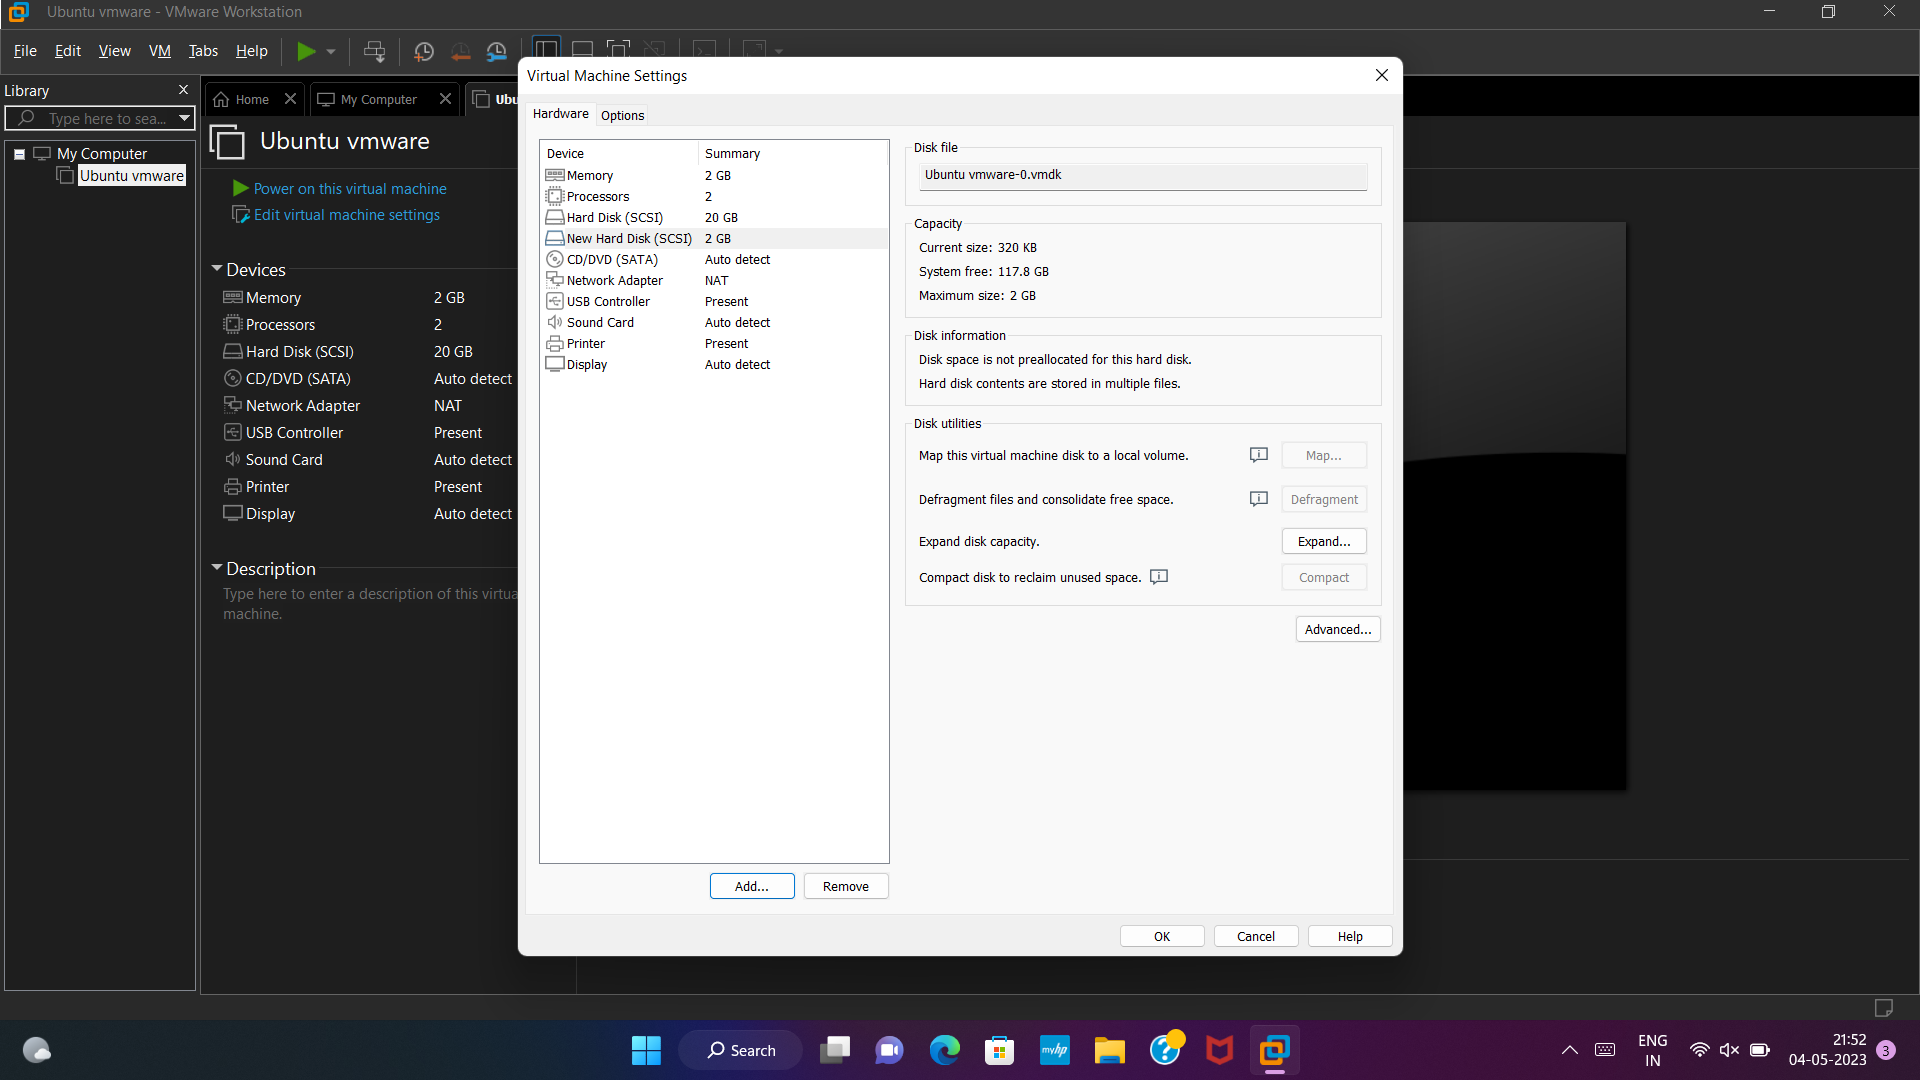 Ubuntu vmware - VMware Workstation
File Edit View VM Tabs Help
Library
Type here to sea...
My Computer
Ubuntu vmware
Home
My Computer
Ubu
Ubuntu vmware
Power on this virtual machine
Edit virtual machine settings
Devices
Memory 2 GB
Processors 2
Hard Disk (SCSI) 20 GB
CD/DVD (SATA) Auto detect
Network Adapter NAT
USB Controller Present
Sound Card Auto detect
Printer Present
Display Auto detect
Description
Type here to enter a description of this virtua
machine.
Virtual Machine Settings
Hardware Options
Device Summary
Memory 2 GB
Processors 2
Hard Disk (SCSI) 20 GB
New Hard Disk (SCSI) 2 GB
CD/DVD (SATA) Auto detect
Network Adapter NAT
USB Controller Present
Sound Card Auto detect
Printer Present
Display Auto detect
Add... Remove
Disk file
Ubuntu vmware-0.vmdk
Capacity
Current size: 320 KB
System free: 117.8 GB
Maximum size: 2 GB
Disk information
Disk space is not preallocated for this hard disk.
Hard disk contents are stored in multiple files.
Disk utilities
Map this virtual machine disk to a local volume. Map...
Defragment files and consolidate free space. Defragment
Expand disk capacity. Expand...
Compact disk to reclaim unused space. Compact
Advanced...
OK Cancel Help
Search
myhp
ENG
IN
21:52
04-05-2023
3